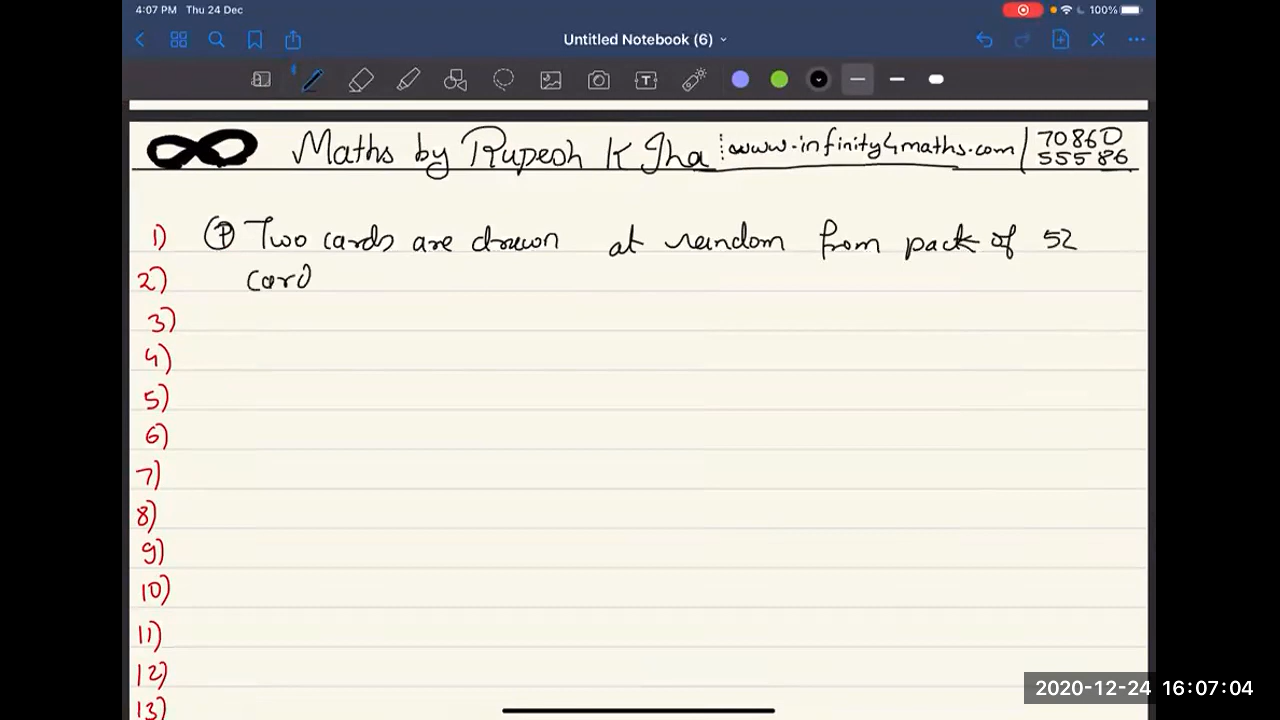 4:07 PM Thu 24 Dec
100%
Untitled Notebook (6)
T
Maths by Rupesh K Jha
www.infinity4maths.com
70860
55586
1) P Two cards are drawn at random from pack of 52
2) card
3)
4)
5)
6)
7)
8)
9)
10)
11)
12)
13)
2020-12-24 16:07:04